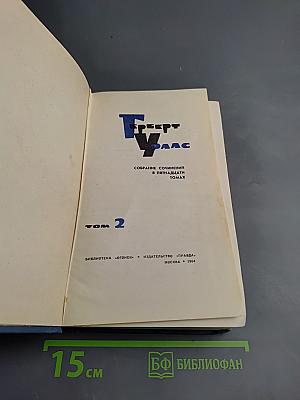 Герберт
Уэллс
СОБРАНИЕ СОЧИНЕНИЙ
В ПЯТНАДЦАТИ
ТОМАХ
ТОМ 2
БИБЛИОТЕКА «ОГОНЕК» • ИЗДАТЕЛЬСТВО «ПРАВДА»
МОСКВА • 1964
15 СМ
БФ БИБЛИОФАН